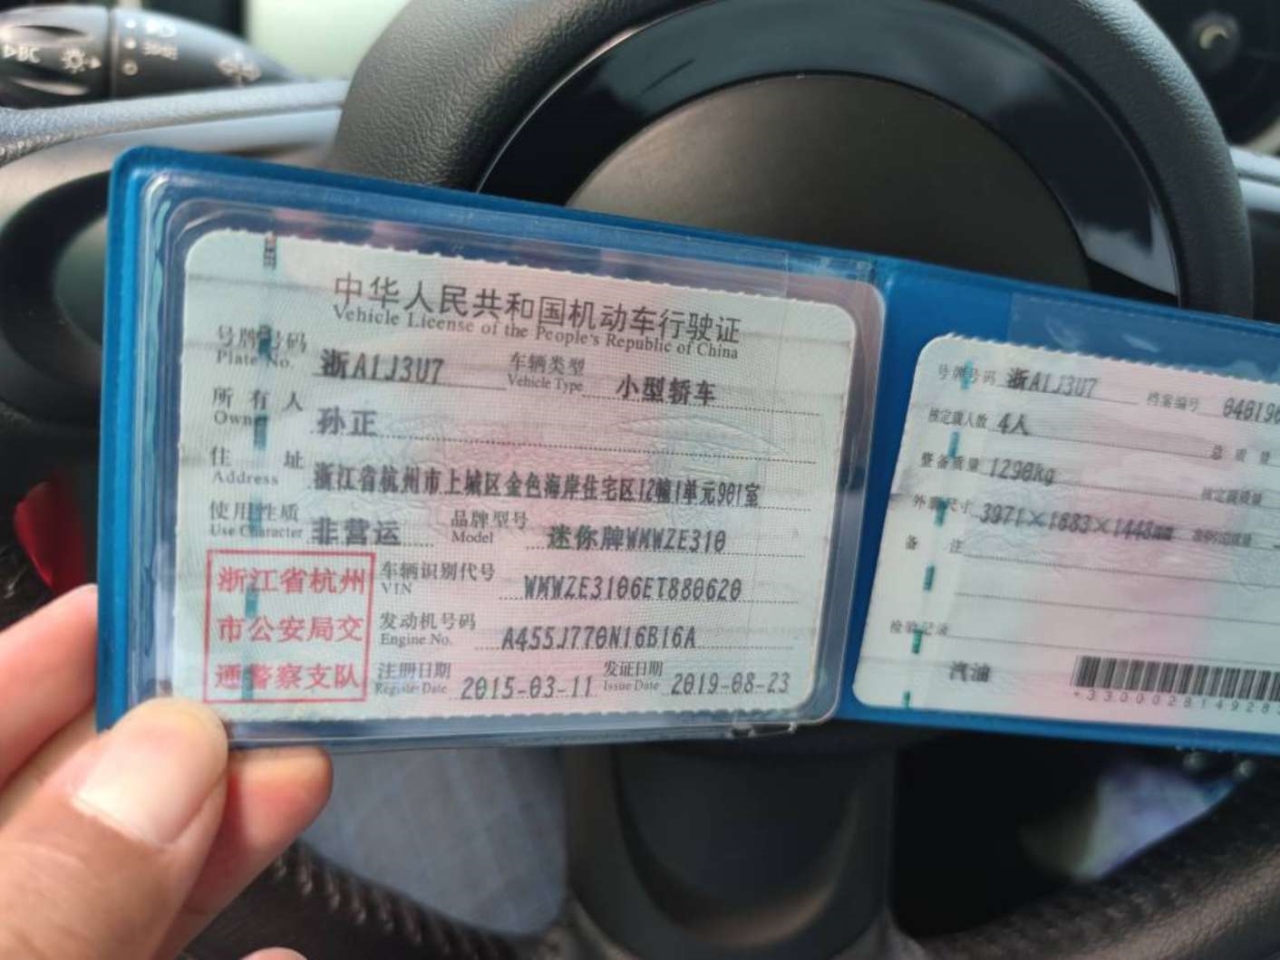 中华人民共和国机动车行驶证
Vehicle License of the People's Republic of China
号牌号码 浙A1J3U7 车辆类型 小型轿车
Plate No. Vehicle Type
所有人 孙正
Owner
住址 浙江省杭州市上城区金色海岸住宅区12幢1单元901室
Address
使用性质 非营运 品牌型号 迷你牌WMWZE310
Use Character Model
浙江省杭州
市公安局交
通警察支队
车辆识别代号 WMWZE3106ET880620
VIN
发动机号码 A455J770N16B16A
Engine No.
注册日期 2015-03-11 发证日期 2019-08-23
Register Date Issue Date
号牌号码 浙A1J3U7 档案编号 040190
核定载人数 4人 总质量
整备质量 1290kg 核定载质量
外廓尺寸 3971×1683×1443
备注
检验记录
汽油
BC